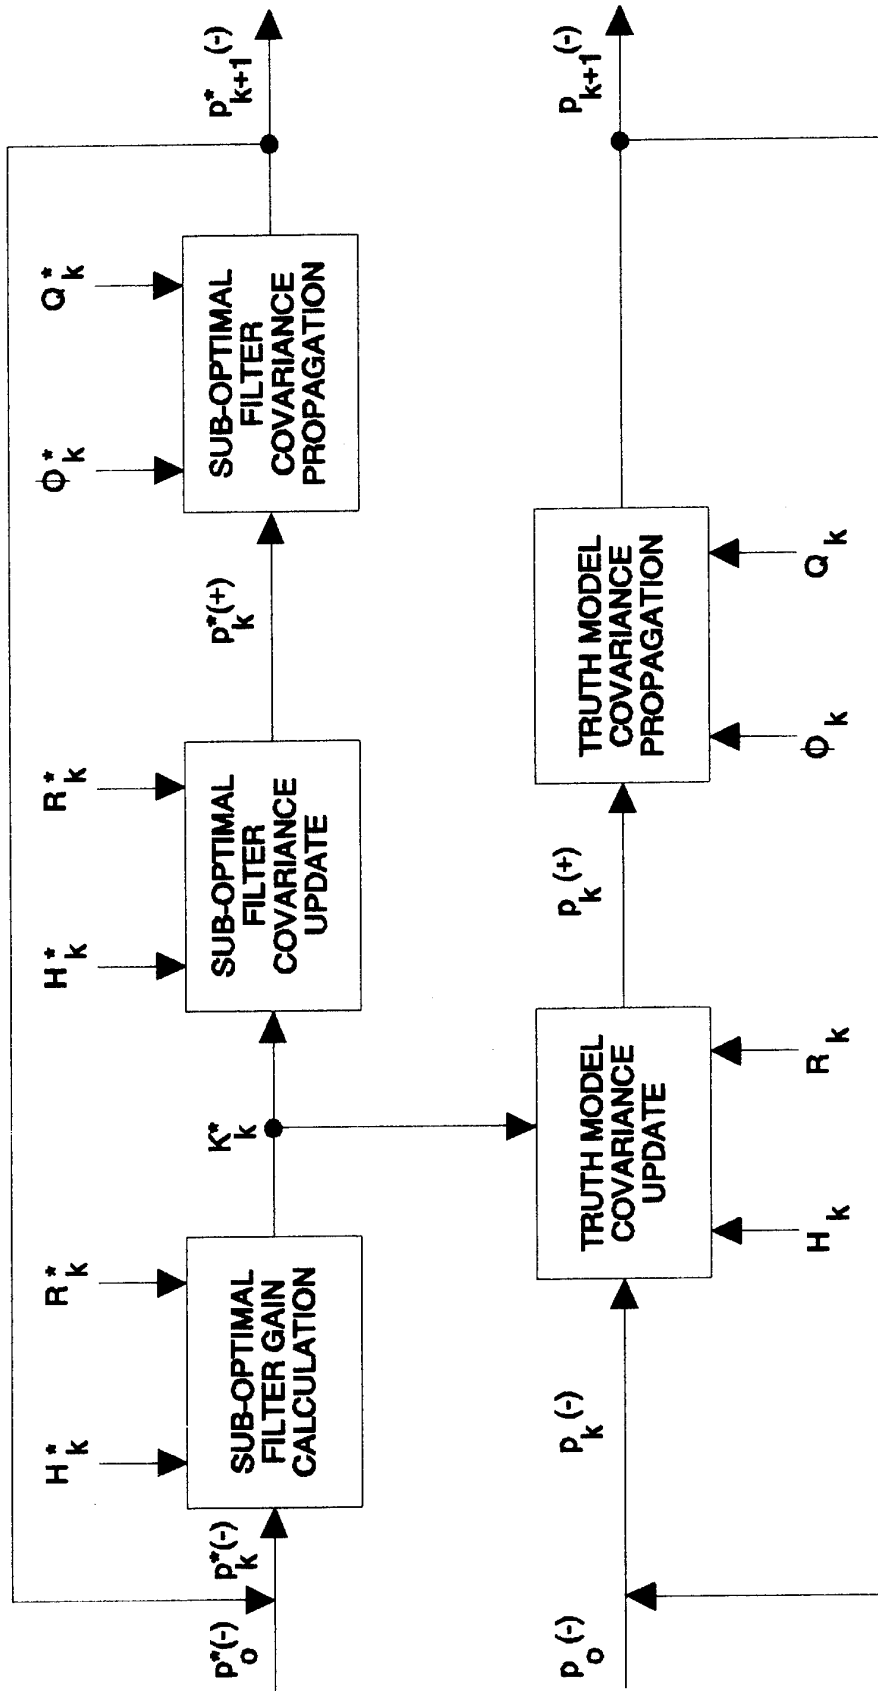 H*k
R*k
H*k
R*k
Φ*k
Q*k
p*o(-)
p*k(-)
SUB-OPTIMAL
FILTER GAIN
CALCULATION
K*k
SUB-OPTIMAL
FILTER
COVARIANCE
UPDATE
p*k(+)
SUB-OPTIMAL
FILTER
COVARIANCE
PROPAGATION
p*k+1(-)
po(-)
pk(-)
TRUTH MODEL
COVARIANCE
UPDATE
pk(+)
TRUTH MODEL
COVARIANCE
PROPAGATION
pk+1(-)
Hk
Rk
Φk
Qk